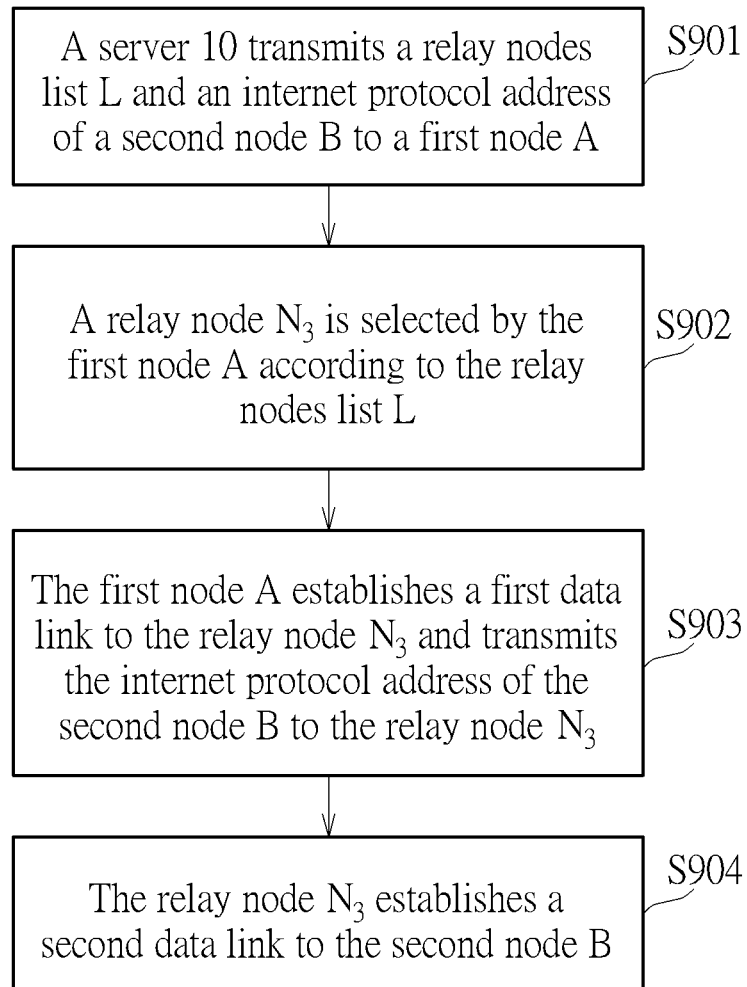 A server 10 transmits a relay nodes
list L and an internet protocol address
of a second node B to a first node A
S901
A relay node N₃ is selected by the
first node A according to the relay
nodes list L
S902
The first node A establishes a first data
link to the relay node N₃ and transmits
the internet protocol address of the
second node B to the relay node N₃
S903
The relay node N₃ establishes a
second data link to the second node B
S904